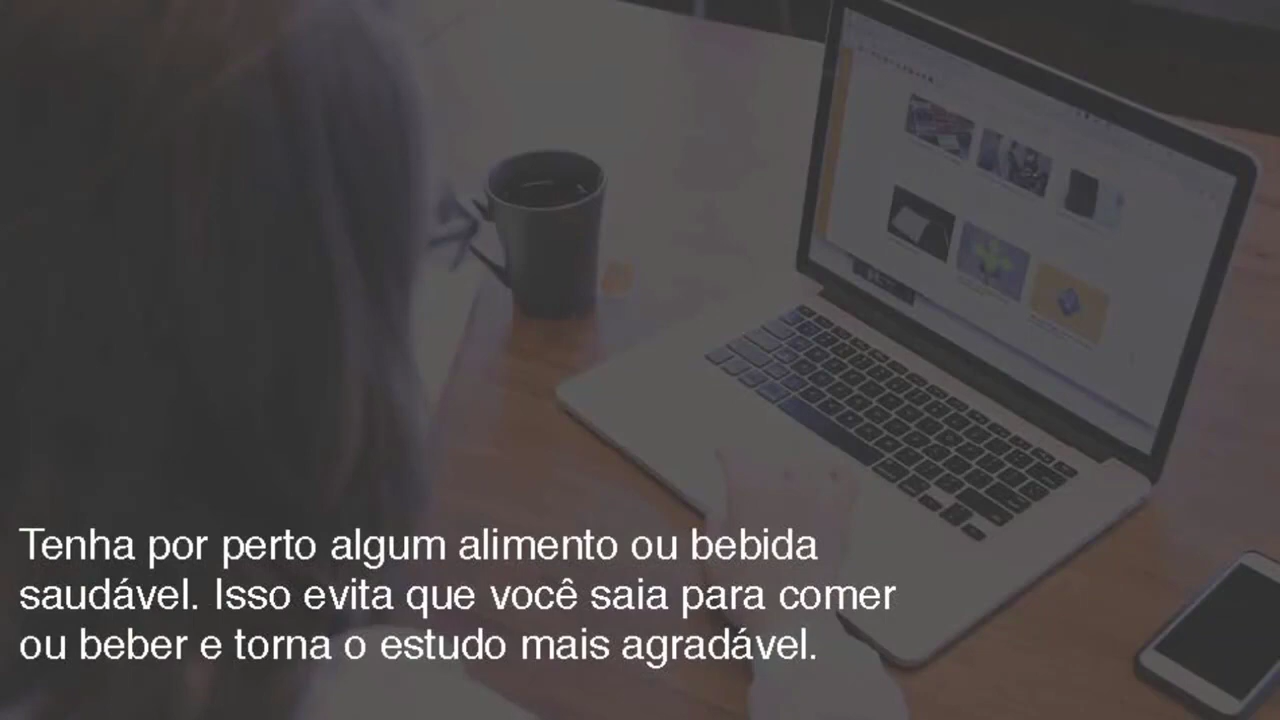 Tenha por perto algum alimento ou bebida
saudável. Isso evita que você saia para comer
ou beber e torna o estudo mais agradável.